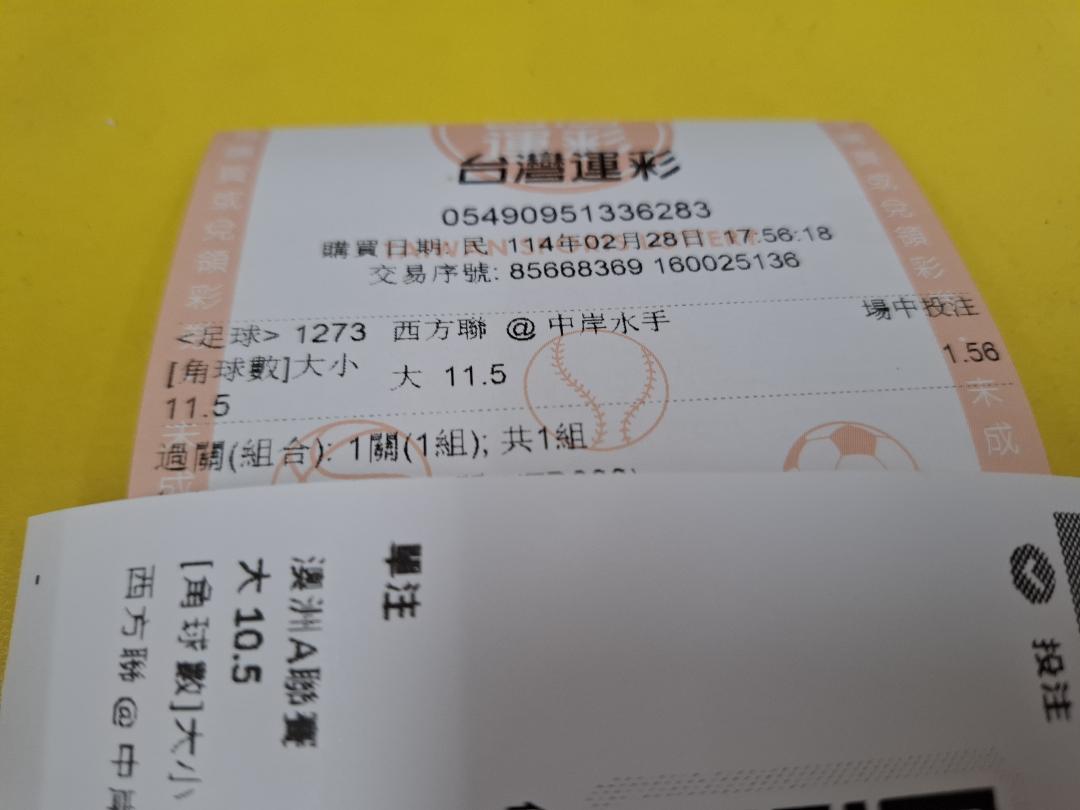 運彩
台灣運彩
05490951336283
購買日期: 民 114年02月28日 17:56:18
交易序號: 85668369 160025136
場中投注
<足球> 1273 西方聯 @ 中岸水手
[角球數]大小 大 11.5 1.56
11.5
過關(組合): 1關(1組); 共1組
未成
投注
單注
澳洲A聯賽
大 10.5
[角球數]大小
西方聯 @ 中岸